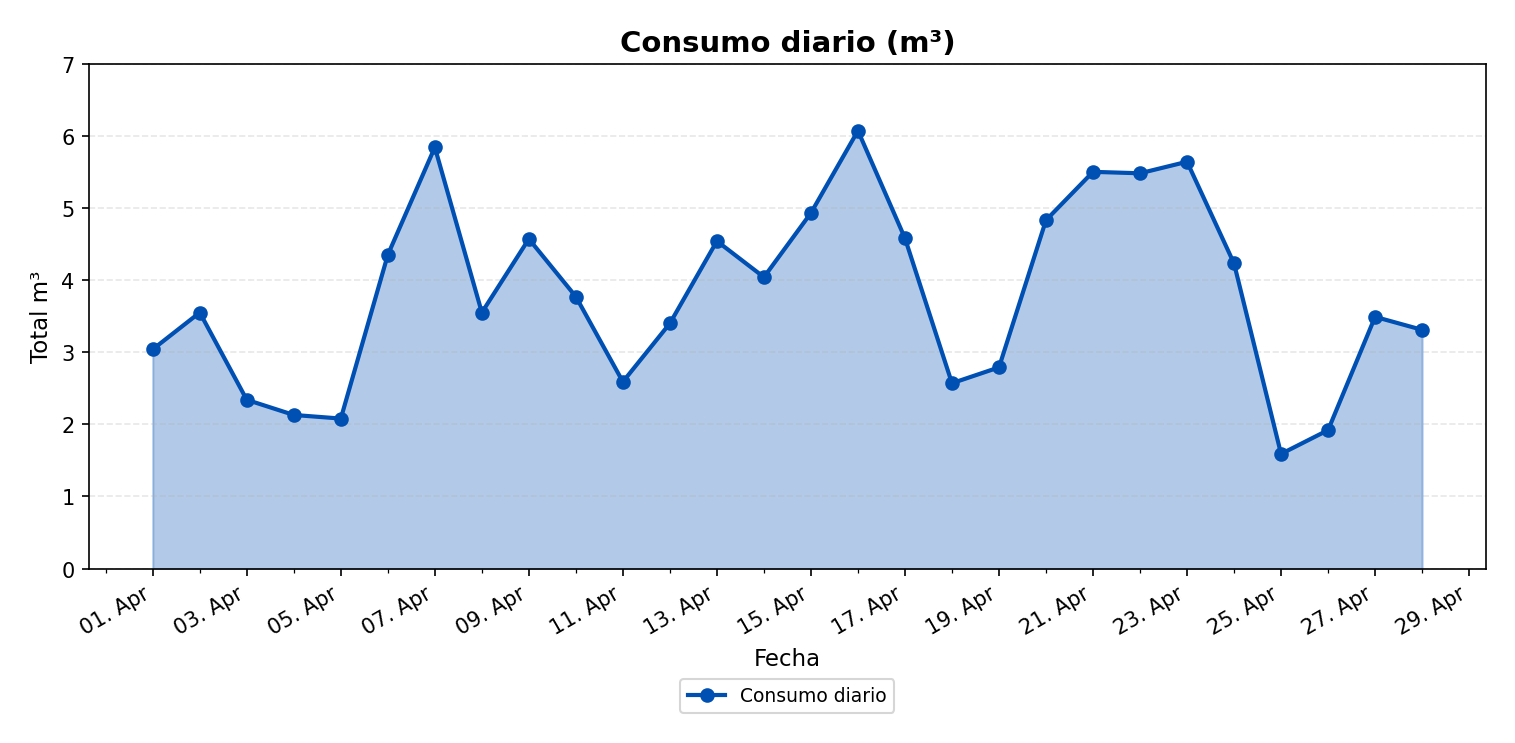 Consumo diario (m³)
Total m³
7
6
5
4
3
2
1
0
01. Apr
03. Apr
05. Apr
07. Apr
09. Apr
11. Apr
13. Apr
15. Apr
17. Apr
19. Apr
21. Apr
23. Apr
25. Apr
27. Apr
29. Apr
Fecha
Consumo diario